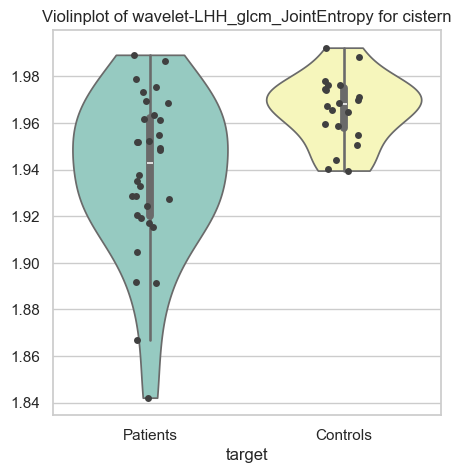 Violinplot of wavelet-LHH_glcm_JointEntropy for cistern
1.98
1.96
1.94
1.92
1.90
1.88
1.86
1.84
Patients
Controls
target